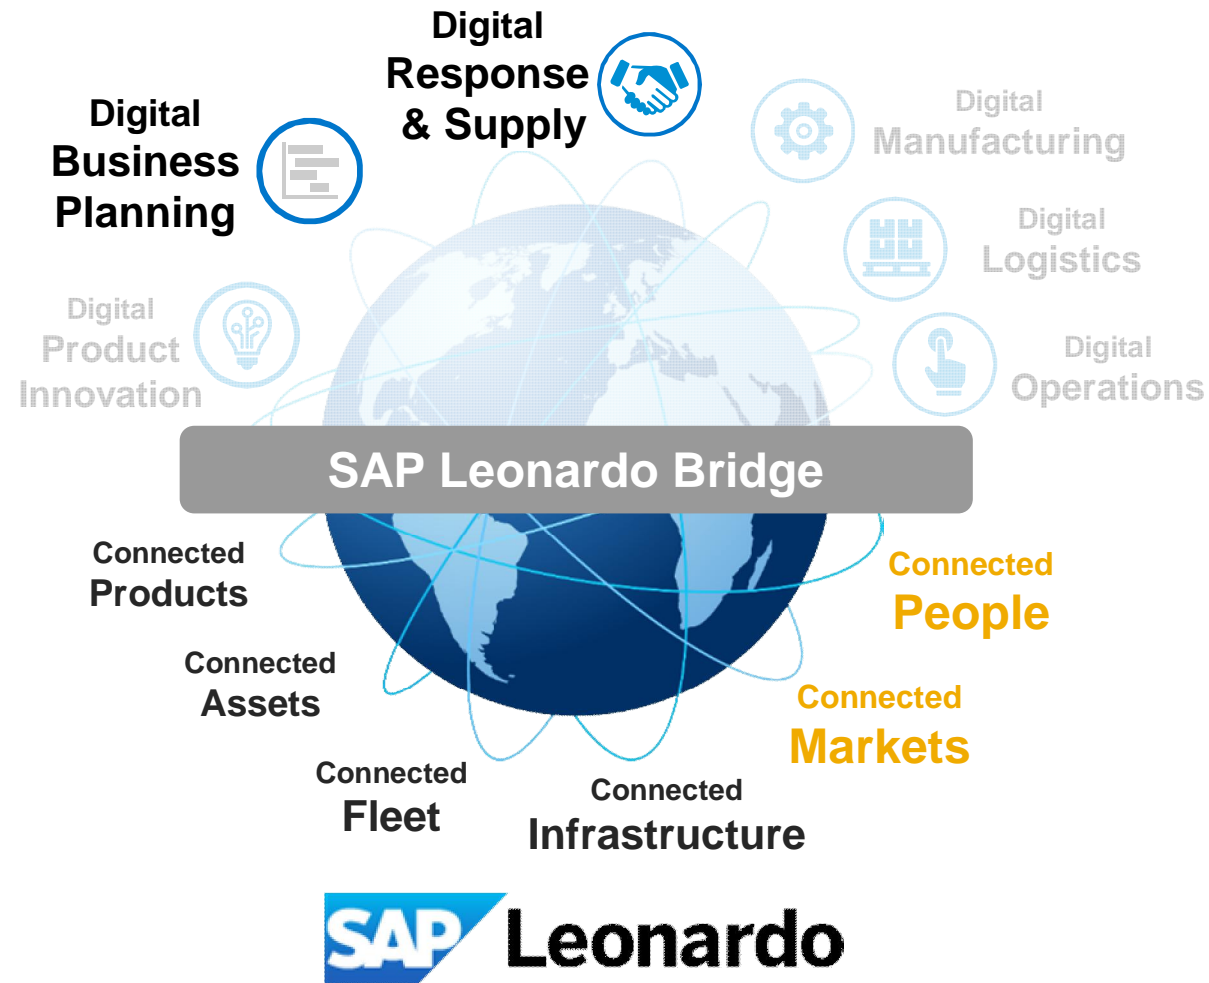 Digital
Response
& Supply
Digital
Business
Planning
Digital
Manufacturing
Digital
Logistics
Digital
Product
Innovation
Digital
Operations
SAP Leonardo Bridge
Connected
Products
Connected
People
Connected
Assets
Connected
Markets
Connected
Fleet
Connected
Infrastructure
SAP Leonardo